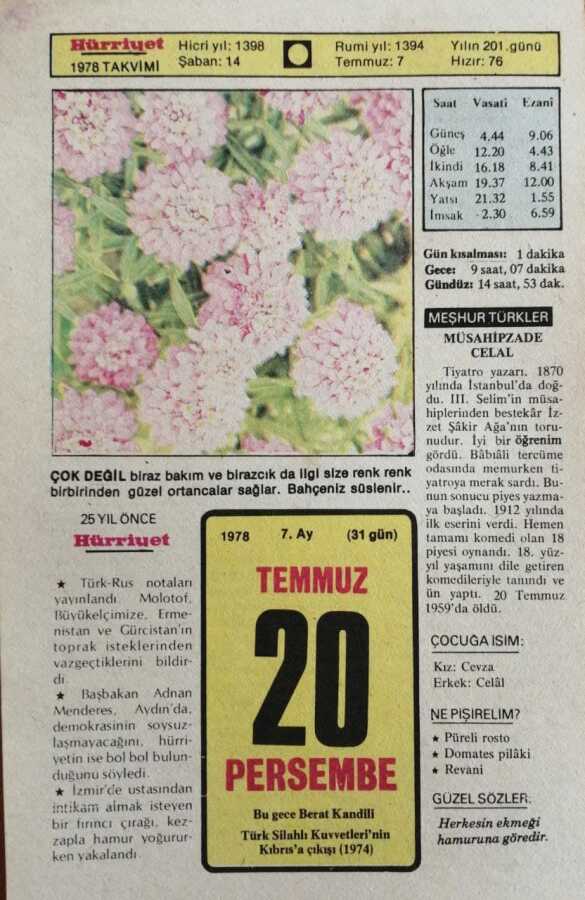 Hürriyet
1978 TAKVİMİ
Hicri yıl: 1398
Şaban: 14
Rumi yıl: 1394
Temmuz: 7
Yılın 201.günü
Hızır: 76
Saat Vasati Ezani
Güneş 4.44 9.06
Öğle 12.20 4.43
İkindi 16.18 8.41
Akşam 19.37 12.00
Yatsı 21.32 1.55
İmsak 2.30 6.59
Gün kısalması: 1 dakika
Gece: 9 saat, 07 dakika
Gündüz: 14 saat, 53 dak.
MEŞHUR TÜRKLER
MÜSAHİPZADE
CELAL
Tiyatro yazarı. 1870
yılında İstanbul'da doğ-
du. III. Selim'in müsa-
hiplerinden bestekâr İz-
zet Şâkir Ağa'nın toru-
nudur. İyi bir öğrenim
gördü. Bâbıâli tercüme
odasında memurken ti-
yatroya merak sardı. Bu-
nun sonucu piyes yazma-
ya başladı. 1912 yılında
ilk eserini verdi. Hemen
tamamı komedi olan 18
piyesi oynandı. 18. yüz-
yıl yaşamını dile getiren
komedileriyle tanındı ve
ün yaptı. 20 Temmuz
1959'da öldü.
ÇOCUĞA İSİM:
Kız: Cevza
Erkek: Celâl
NE PİŞİRELİM?
★ Püreli rosto
★ Domates pilâki
★ Revani
GÜZEL SÖZLER:
Herkesin ekmeği
hamuruna göredir.
ÇOK DEĞİL biraz bakım ve birazcık da ilgi size renk renk
birbirinden güzel ortancalar sağlar. Bahçeniz süslenir..
25 YIL ÖNCE
Hürriyet
★ Türk-Rus notaları
yayınlandı. Molotof,
Büyükelçimize, Erme-
nistan ve Gürcistan'ın
toprak isteklerinden
vazgeçtiklerini bildir-
di.
★ Başbakan Adnan
Menderes, Aydın'da,
demokrasinin soysuz-
laşmayacağını, hürri-
yetin ise bol bol bulun-
duğunu söyledi.
★ İzmir'de ustasından
intikam almak isteyen
bir fırıncı çırağı, kez-
zapla hamur yoğurur-
ken yakalandı.
1978 7. Ay (31 gün)
TEMMUZ
20
PERSEMBE
Bu gece Berat Kandili
Türk Silahlı Kuvvetleri'nin
Kıbrıs'a çıkışı (1974)